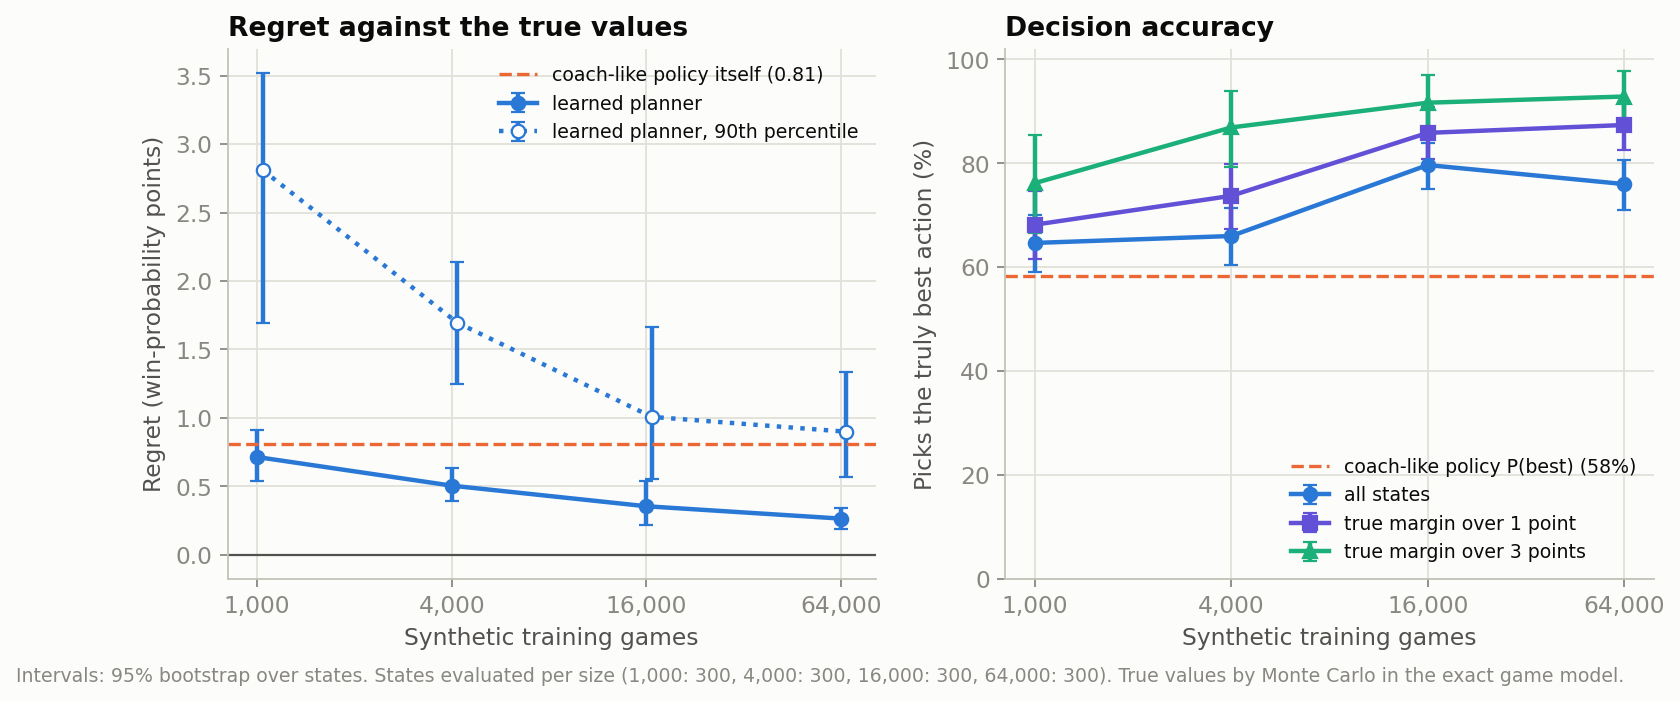 Regret against the true values
3.5
3.0
2.5
2.0
1.5
1.0
0.5
0.0
Regret (win-probability points)
coach-like policy itself (0.81)
learned planner
learned planner, 90th percentile
1,000
4,000
16,000
64,000
Synthetic training games
Decision accuracy
100
80
60
40
20
0
Picks the truly best action (%)
coach-like policy P(best) (58%)
all states
true margin over 1 point
true margin over 3 points
1,000
4,000
16,000
64,000
Synthetic training games
Intervals: 95% bootstrap over states. States evaluated per size (1,000: 300, 4,000: 300, 16,000: 300, 64,000: 300). True values by Monte Carlo in the exact game model.